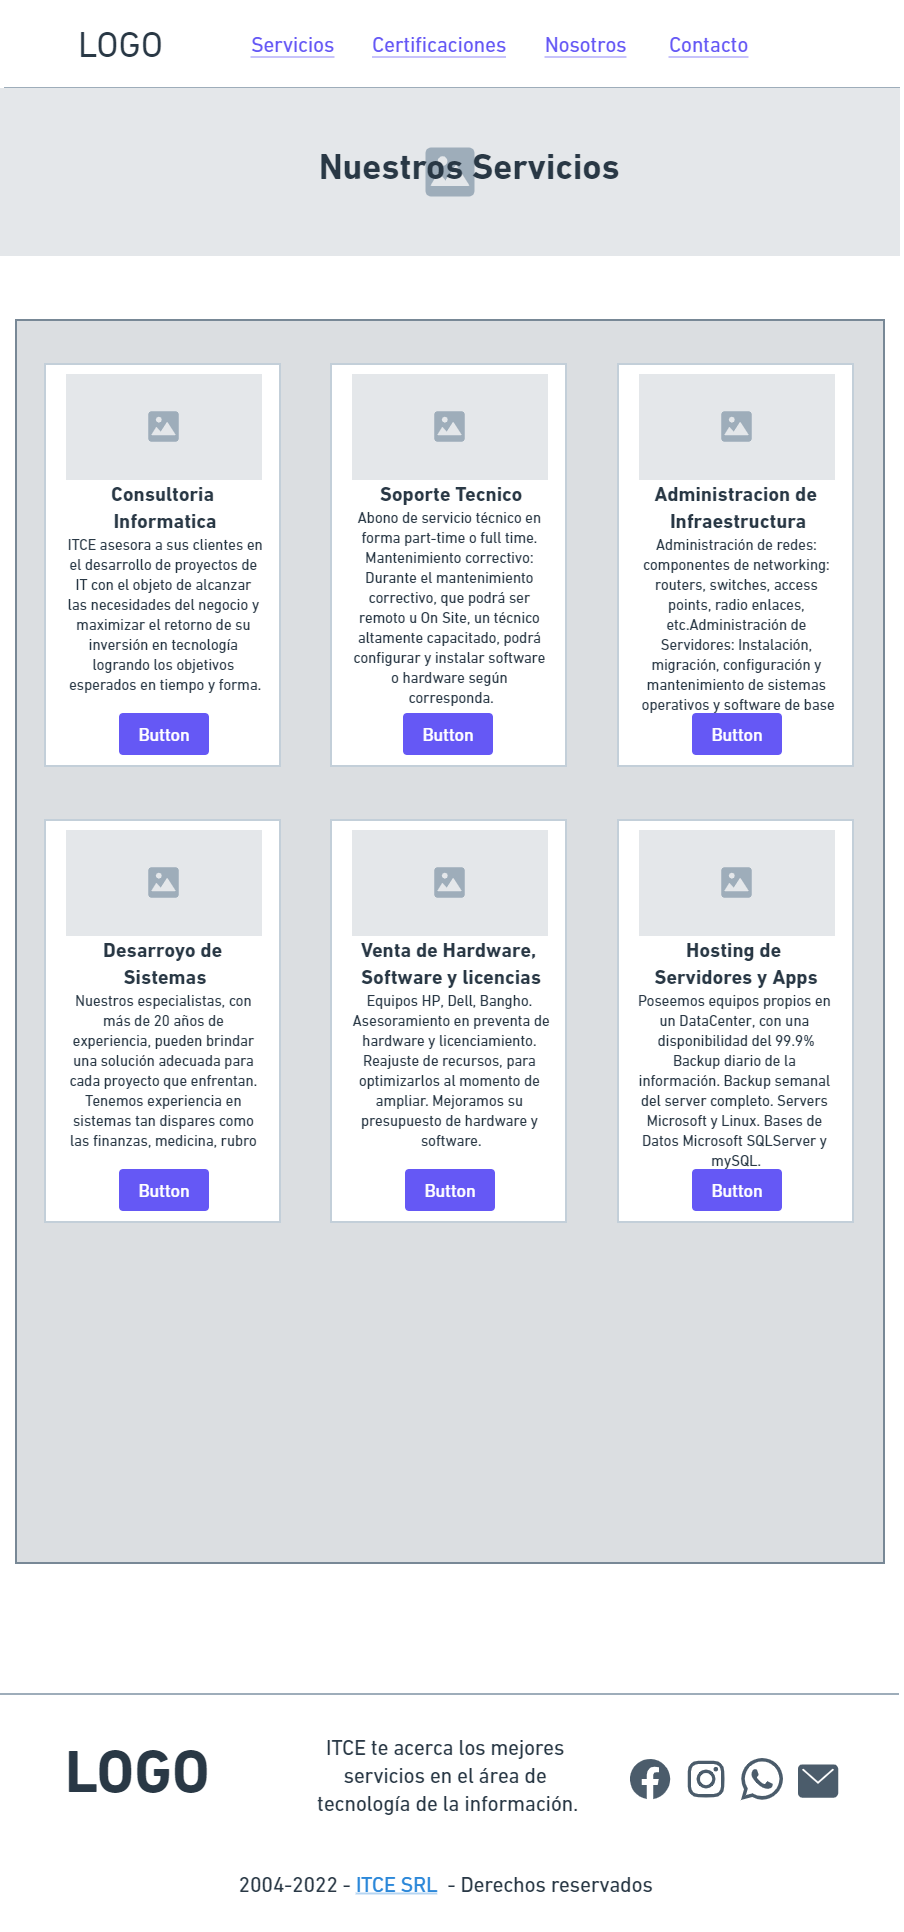 LOGO
Servicios
Certificaciones
Nosotros
Contacto
Nuestros Servicios
Consultoria
Informatica
ITCE asesora a sus clientes en
el desarrollo de proyectos de
IT con el objeto de alcanzar
las necesidades del negocio y
maximizar el retorno de su
inversión en tecnología
logrando los objetivos
esperados en tiempo y forma.
Button
Soporte Tecnico
Abono de servicio técnico en
forma part-time o full time.
Mantenimiento correctivo:
Durante el mantenimiento
correctivo, que podrá ser
remoto u On Site, un técnico
altamente capacitado, podrá
configurar y instalar software
o hardware según
corresponda.
Button
Administracion de
Infraestructura
Administración de redes:
componentes de networking:
routers, switches, access
points, radio enlaces,
etc.Administración de
Servidores: Instalación,
migración, configuración y
mantenimiento de sistemas
operativos y software de base
Button
Desarroyo de
Sistemas
Nuestros especialistas, con
más de 20 años de
experiencia, pueden brindar
una solución adecuada para
cada proyecto que enfrentan.
Tenemos experiencia en
sistemas tan dispares como
las finanzas, medicina, rubro
Button
Venta de Hardware,
Software y licencias
Equipos HP, Dell, Bangho.
Asesoramiento en preventa de
hardware y licenciamiento.
Reajuste de recursos, para
optimizarlos al momento de
ampliar. Mejoramos su
presupuesto de hardware y
software.
Button
Hosting de
Servidores y Apps
Poseemos equipos propios en
un DataCenter, con una
disponibilidad del 99.9%
Backup diario de la
información. Backup semanal
del server completo. Servers
Microsoft y Linux. Bases de
Datos Microsoft SQLServer y
mySQL.
Button
LOGO
ITCE te acerca los mejores
servicios en el área de
tecnología de la información.
2004-2022 - ITCE SRL - Derechos reservados